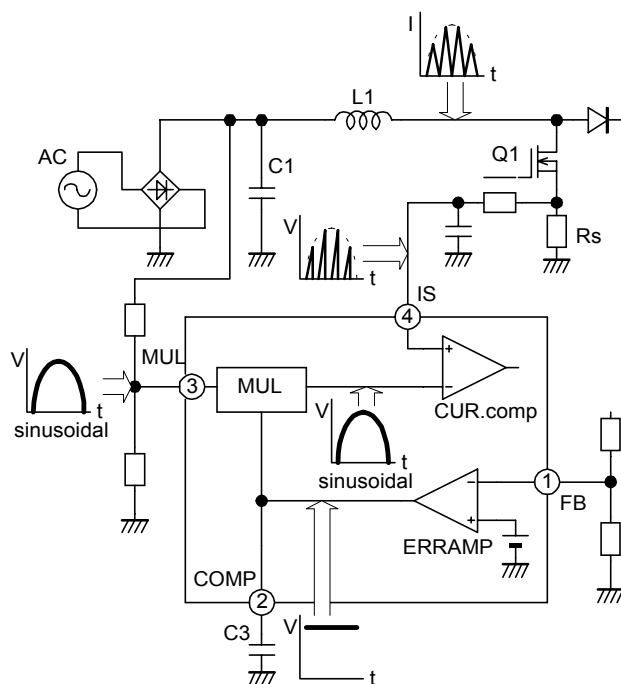 I
t
L1
AC
C1
Q1
Rs
V
t
IS
4
V
t
sinusoidal
MUL
3
MUL
+
−
CUR.comp
V
t
sinusoidal
−
+
1
FB
ERRAMP
COMP
2
C3
V
t